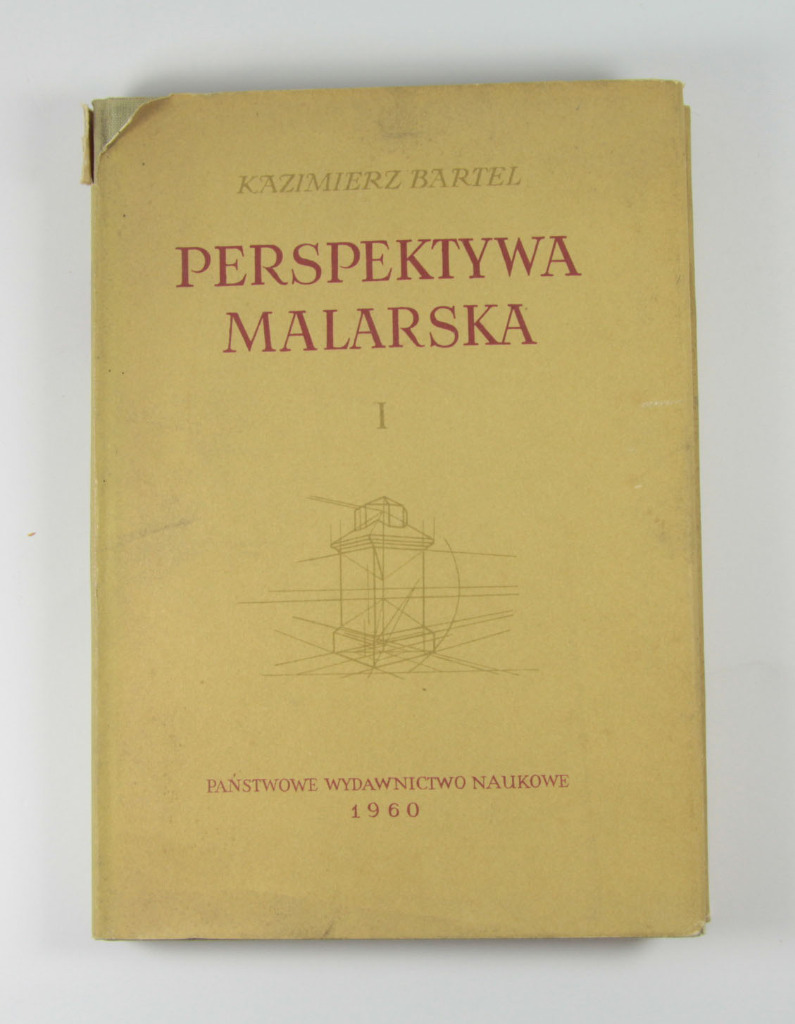 KAZIMIERZ BARTEL
PERSPEKTYWA
MALARSKA
I
PAŃSTWOWE WYDAWNICTWO NAUKOWE
1960